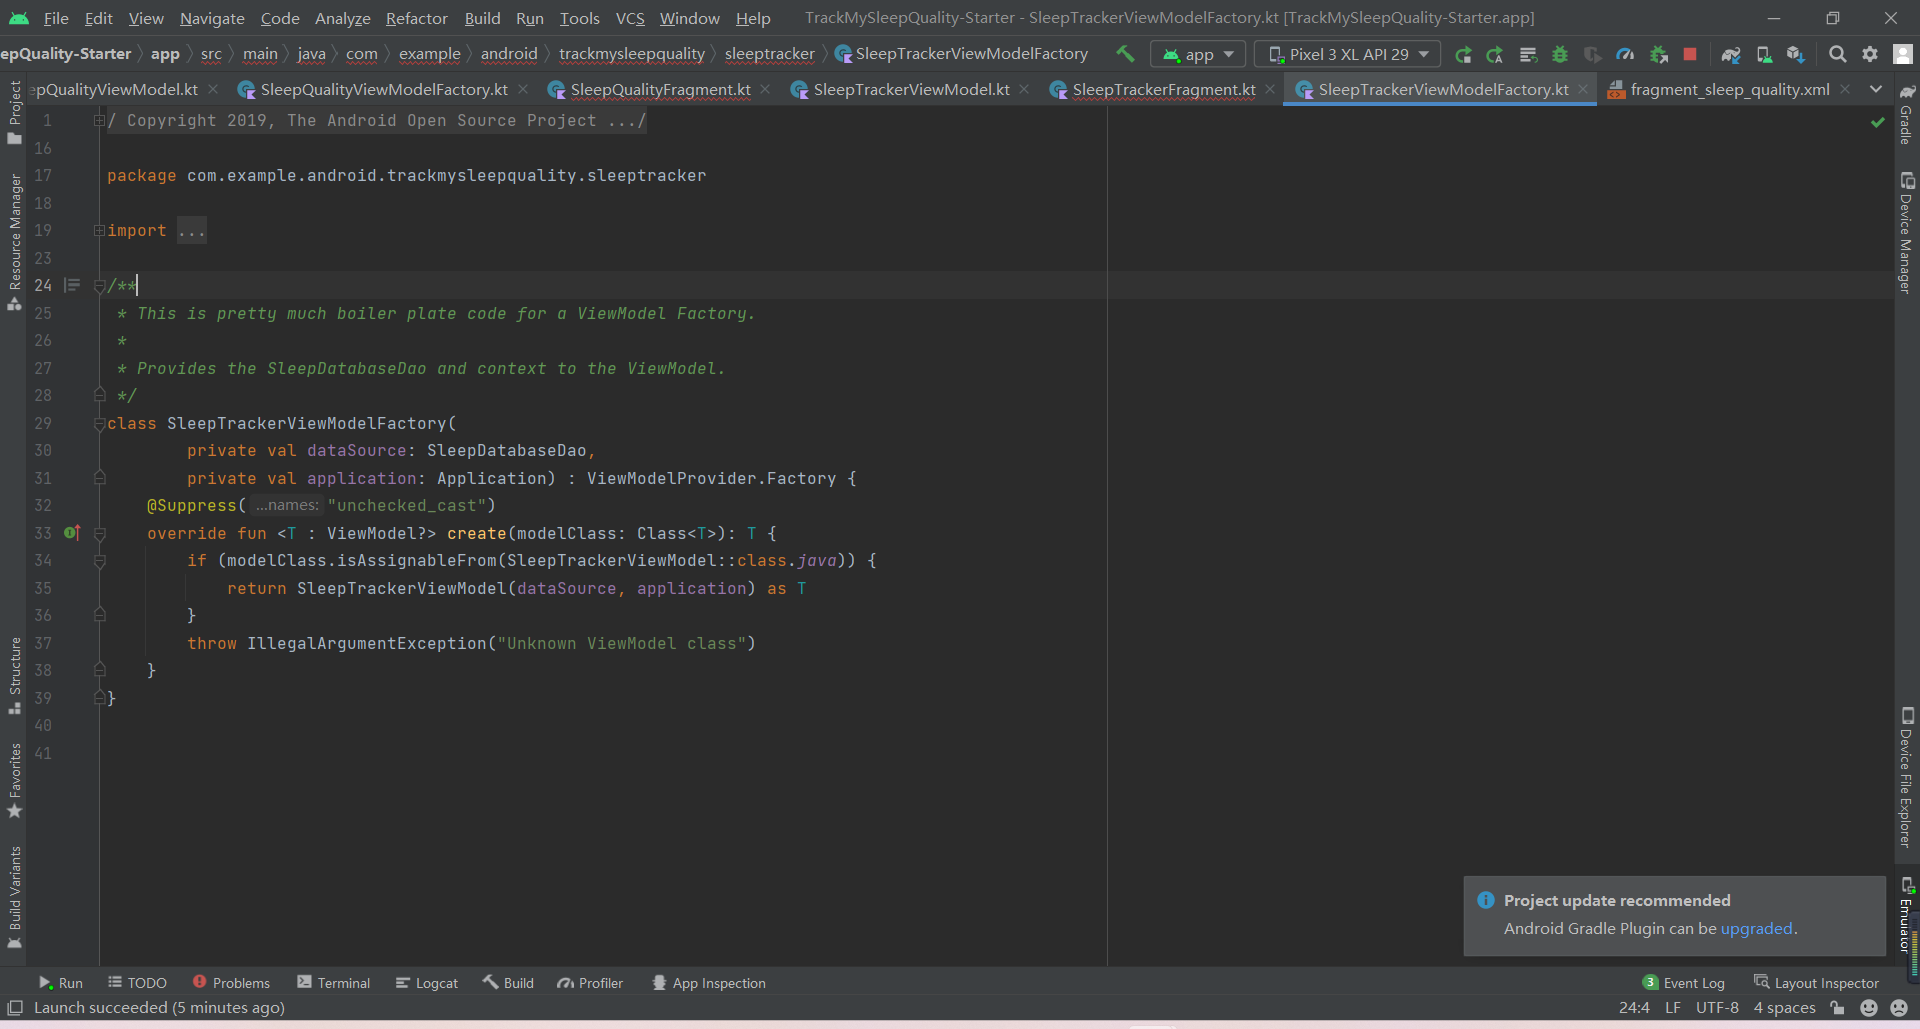 File Edit View Navigate Code Analyze Refactor Build Run Tools VCS Window Help TrackMySleepQuality-Starter - SleepTrackerViewModelFactory.kt [TrackMySleepQuality-Starter.app]
epQuality-Starter app src main java com example android trackmysleepquality sleeptracker SleepTrackerViewModelFactory app Pixel 3 XL API 29
epQualityViewModel.kt SleepQualityViewModelFactory.kt SleepQualityFragment.kt SleepTrackerViewModel.kt SleepTrackerFragment.kt SleepTrackerViewModelFactory.kt fragment_sleep_quality.xml
Project
Resource Manager
Structure
Favorites
Build Variants
1 / Copyright 2019, The Android Open Source Project .../
16
17 package com.example.android.trackmysleepquality.sleeptracker
18
19 import ...
23
24 /**
25 * This is pretty much boiler plate code for a ViewModel Factory.
26 *
27 * Provides the SleepDatabaseDao and context to the ViewModel.
28 */
29 class SleepTrackerViewModelFactory(
30 private val dataSource: SleepDatabaseDao,
31 private val application: Application) : ViewModelProvider.Factory {
32 @Suppress( ...names: "unchecked_cast")
33 override fun <T : ViewModel?> create(modelClass: Class<T>): T {
34 if (modelClass.isAssignableFrom(SleepTrackerViewModel::class.java)) {
35 return SleepTrackerViewModel(dataSource, application) as T
36 }
37 throw IllegalArgumentException("Unknown ViewModel class")
38 }
39 }
40
41
Gradle
Device Manager
Device File Explorer
Emulator
Project update recommended
Android Gradle Plugin can be upgraded.
Run TODO Problems Terminal Logcat Build Profiler App Inspection 3 Event Log Layout Inspector
Launch succeeded (5 minutes ago) 24:4 LF UTF-8 4 spaces